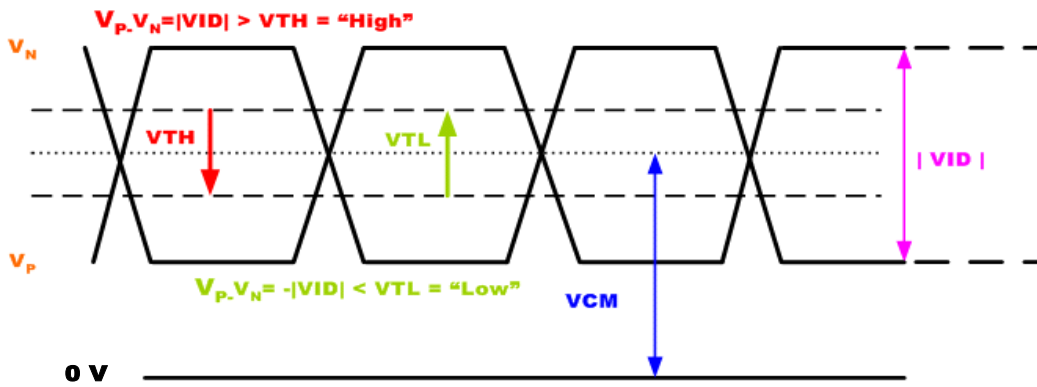 VP-VN=|VID| > VTH = “High”
VN
VTH
VTL
| VID |
VP
VP-VN= -|VID| < VTL = “Low”
VCM
0 V